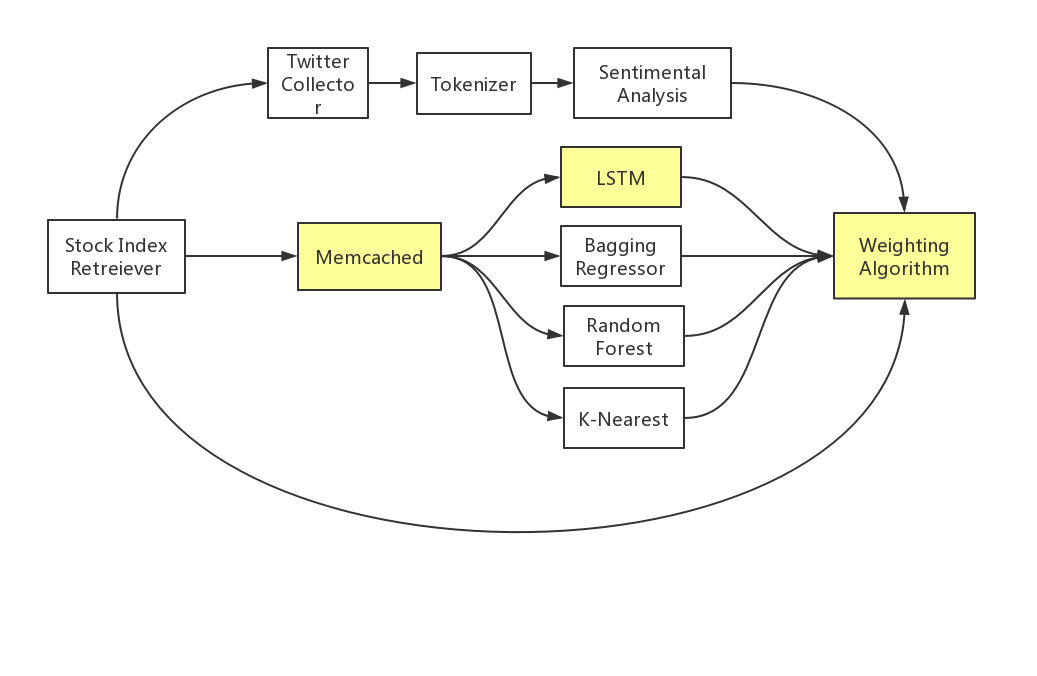 Twitter
Collecto
r
Tokenizer
Sentimental
Analysis
LSTM
Stock Index
Retreiever
Memcached
Bagging
Regressor
Weighting
Algorithm
Random
Forest
K-Nearest